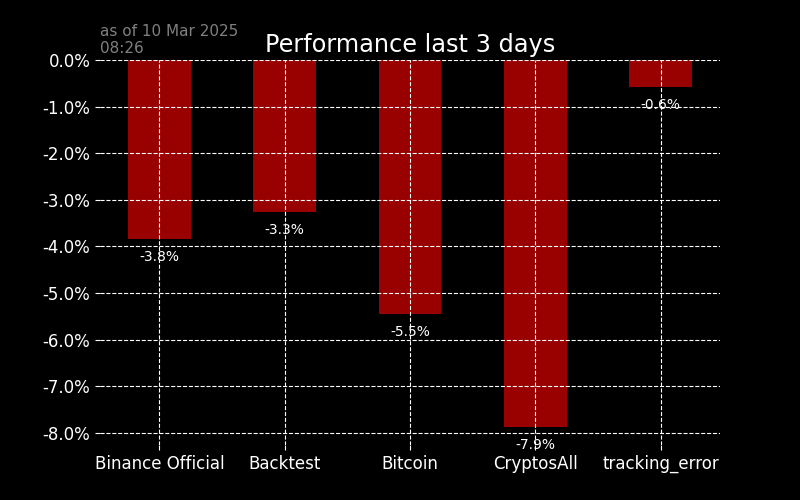 as of 10 Mar 2025
08:26
Performance last 3 days
0.0%
-1.0%
-2.0%
-3.0%
-4.0%
-5.0%
-6.0%
-7.0%
-8.0%
-3.8%
-3.3%
-5.5%
-7.9%
-0.6%
Binance Official
Backtest
Bitcoin
CryptosAll
tracking_error